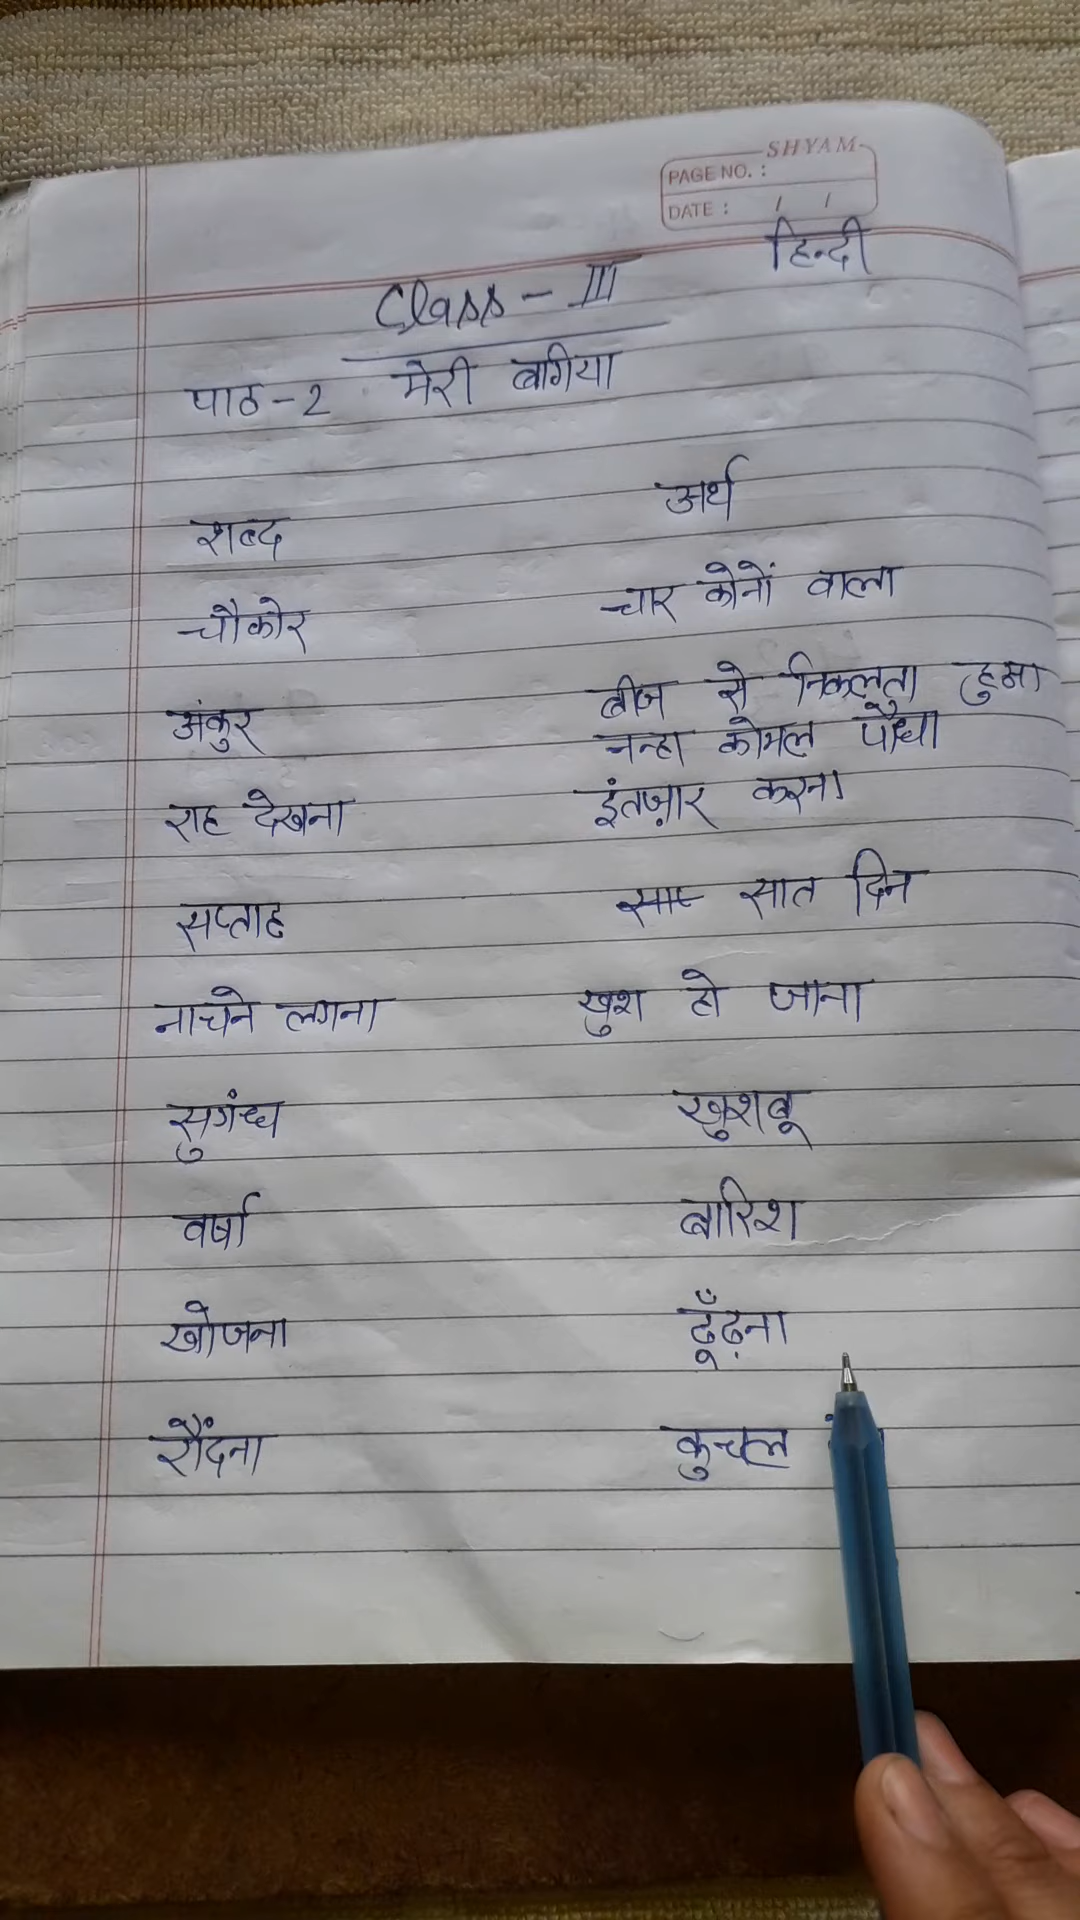 SHYAM
PAGE NO. :
DATE : / /
हिन्दी
Class - III
पाठ - 2 मेरी बगिया
शब्द अर्थ
चौकोर चार कोनों वाला
अंकुर बीज से निकलता हुआ
नन्हा कोमल पौधा
राह देखना इंतज़ार करना
सप्ताह सात दिन
नाचने लगना खुश हो जाना
सुगंध खुशबू
वर्षा बारिश
खोजना ढूँढ़ना
रौंदना कुचल